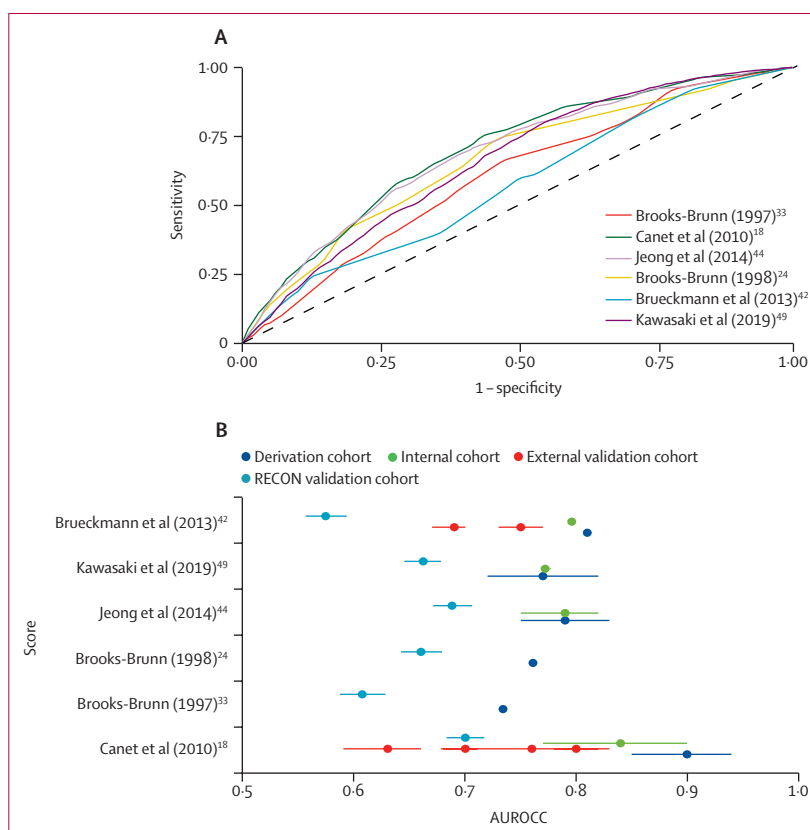 A
1·00
0·75
0·50
0·25
0
Sensitivity
Brooks-Brunn (1997)³³
Canet et al (2010)¹⁸
Jeong et al (2014)⁴⁴
Brooks-Brunn (1998)²⁴
Brueckmann et al (2013)⁴²
Kawasaki et al (2019)⁴⁹
0·00
0·25
0·50
0·75
1·00
1 – specificity
B
Derivation cohort
Internal cohort
External validation cohort
RECON validation cohort
Score
Brueckmann et al (2013)⁴²
Kawasaki et al (2019)⁴⁹
Jeong et al (2014)⁴⁴
Brooks-Brunn (1998)²⁴
Brooks-Brunn (1997)³³
Canet et al (2010)¹⁸
0·5
0·6
0·7
0·8
0·9
1·0
AUROCC